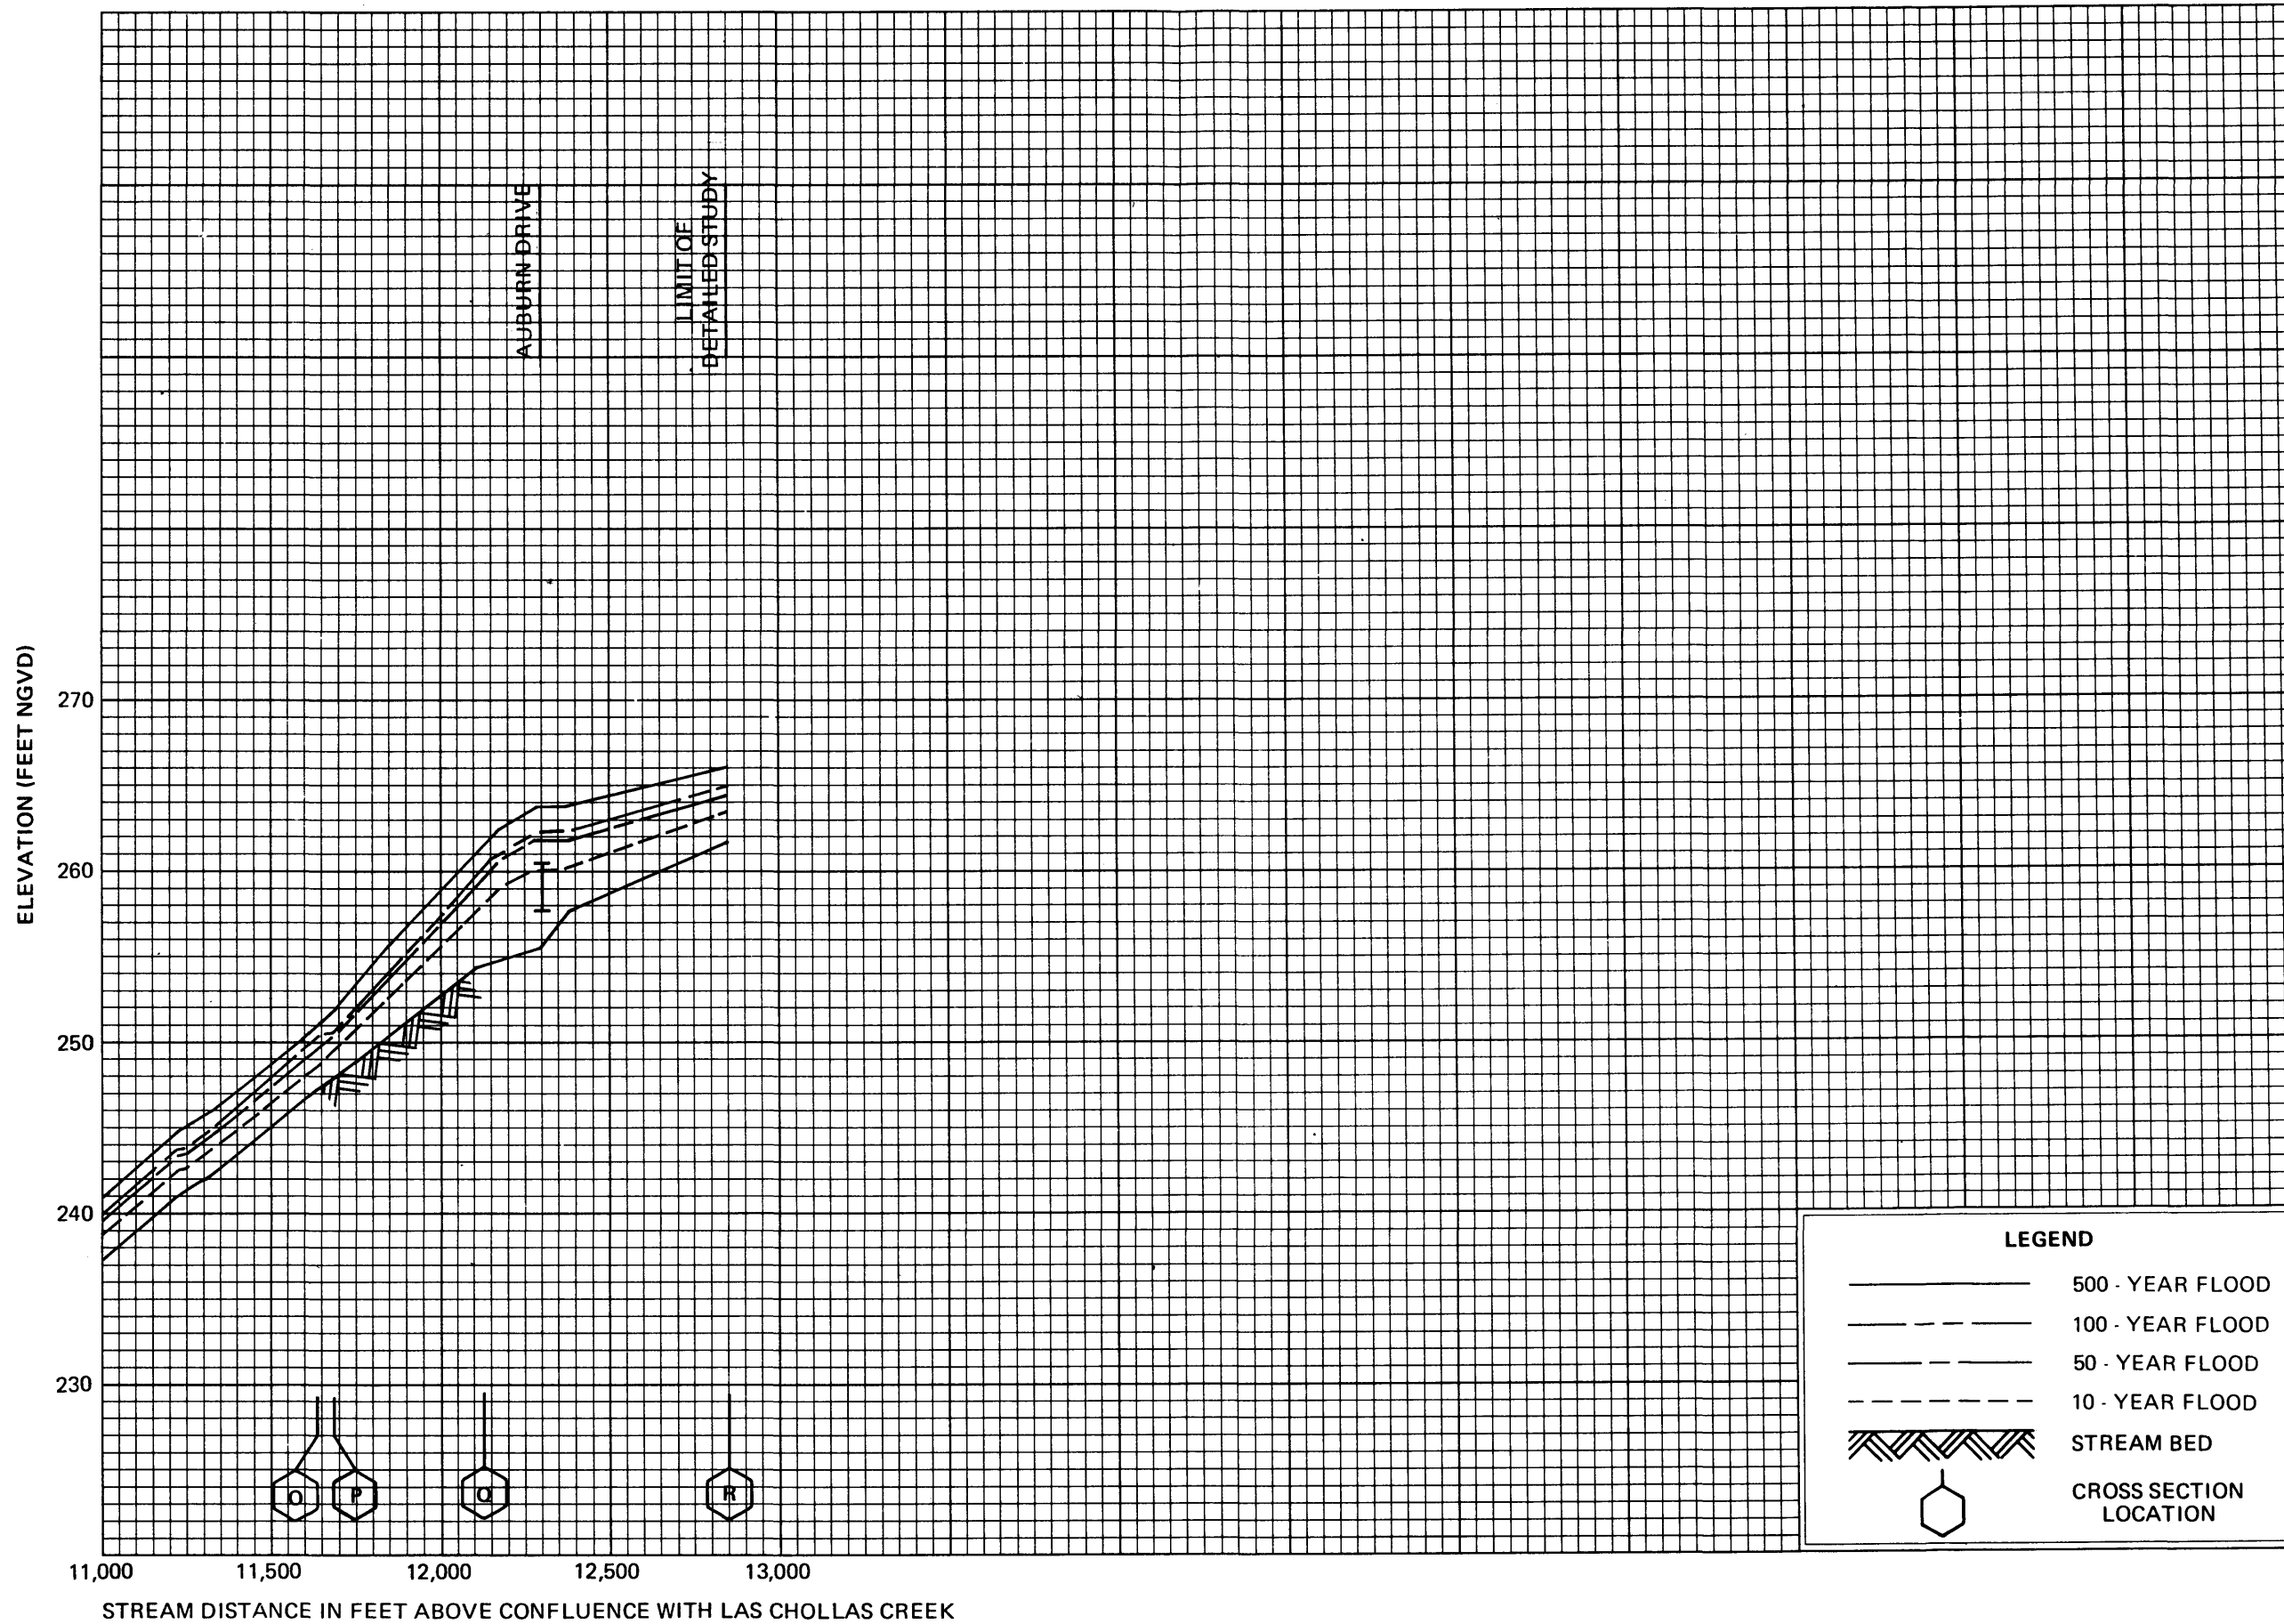 AUBURN DRIVE
LIMIT OF
DETAILED STUDY
ELEVATION (FEET NGVD)
270
260
250
240
230
O P Q R
11,000 11,500 12,000 12,500 13,000
STREAM DISTANCE IN FEET ABOVE CONFLUENCE WITH LAS CHOLLAS CREEK
LEGEND
500 - YEAR FLOOD
100 - YEAR FLOOD
50 - YEAR FLOOD
10 - YEAR FLOOD
STREAM BED
CROSS SECTION
LOCATION